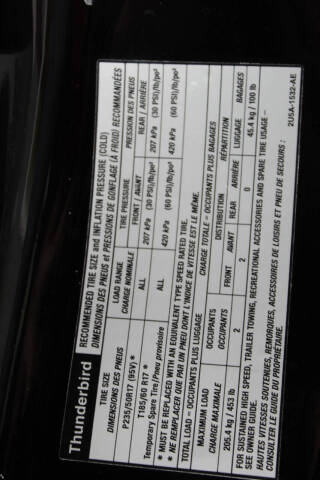 Thunderbird
RECOMMENDED TIRE SIZE and INFLATION PRESSURE (COLD)
DIMENSIONS DES PNEUS et PRESSIONS de GONFLAGE (À FROID) RECOMMANDÉES
TIRE SIZE LOAD RANGE TIRE PRESSURE PRESSION DES PNEUS
DIMENSIONS DES PNEUS CHARGE NOMINALE FRONT / AVANT REAR / ARRIÈRE
P235/50R17 (95V) * ALL 207 kPa (30 PSI)/lb/po² 207 kPa (30 PSI)/lb/po²
T185/60 R17 * ALL 420 kPa (60 PSI)/lb/po² 420 kPa (60 PSI)/lb/po²
Temporary Spare Tire/Pneu provisoire
* MUST BE REPLACED WITH AN EQUIVALENT TYPE SPEED RATED TIRE.
* NE REMPLACER QUE PAR UN PNEU DONT L'INDICE DE VITESSE EST LE MÊME.
TOTAL LOAD – OCCUPANTS PLUS LUGGAGE CHARGE TOTALE – OCCUPANTS PLUS BAGAGES
MAXIMUM LOAD OCCUPANTS DISTRIBUTION RÉPARTITION
CHARGE MAXIMALE OCCUPANTS FRONT AVANT REAR ARRIÈRE LUGGAGE BAGAGES
205.4 kg / 453 lb 2 2 0 45.4 kg / 100 lb
FOR SUSTAINED HIGH SPEED, TRAILER TOWING, RECREATIONAL ACCESSORIES AND SPARE TIRE USAGE –
SEE OWNER GUIDE.
HAUTES VITESSES SOUTENUES, REMORQUES, ACCESSOIRES DE LOISIRS ET PNEU DE SECOURS :
CONSULTER LE GUIDE DU PROPRIÉTAIRE.
2U5A-1532-AE